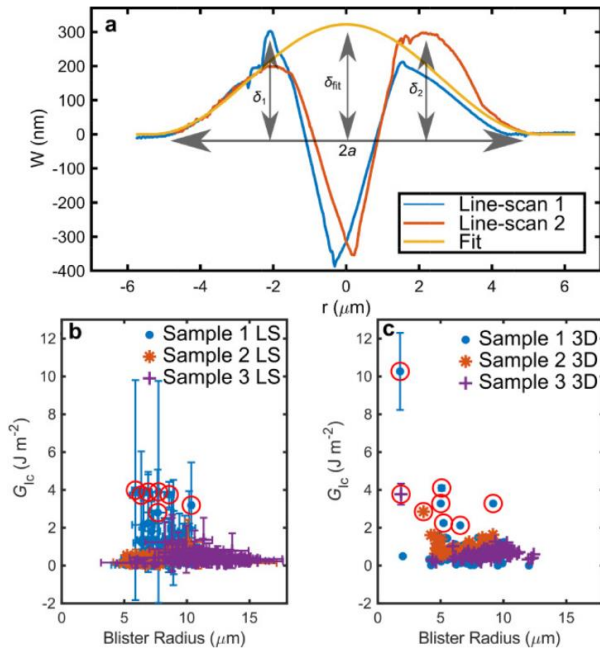 a
300
200
100
0
-100
-200
-300
-400
W (nm)
δ1
δfit
δ2
2a
Line-scan 1
Line-scan 2
Fit
-6 -4 -2 0 2 4 6
r (μm)
b
Sample 1 LS
Sample 2 LS
Sample 3 LS
12
10
8
6
4
2
0
-2
GIc (J m-2)
0 5 10 15
Blister Radius (μm)
c
Sample 1 3D
Sample 2 3D
Sample 3 3D
12
10
8
6
4
2
0
-2
GIc (J m-2)
0 5 10 15
Blister Radius (μm)